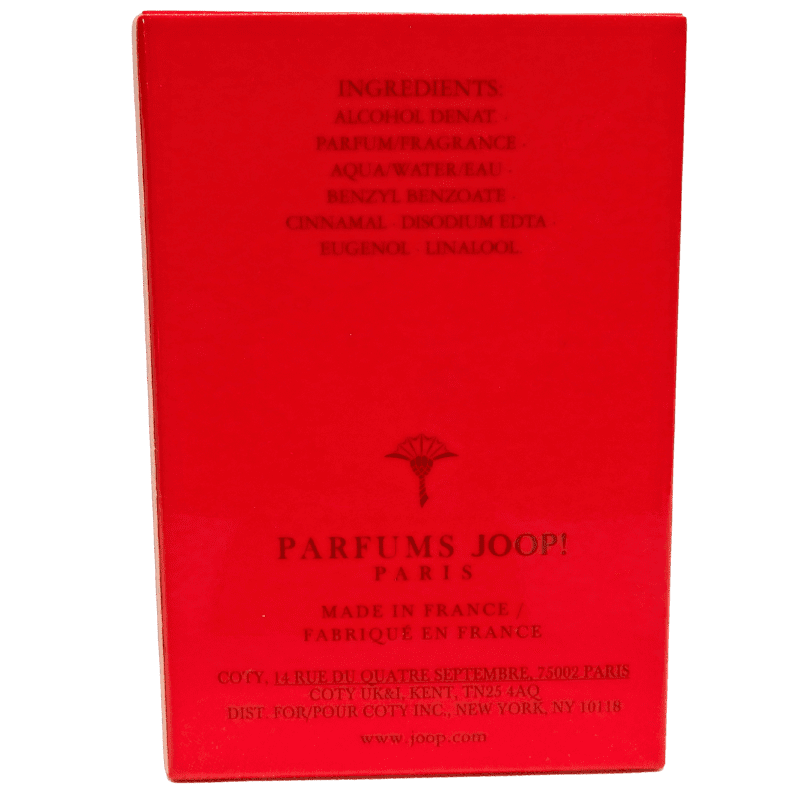 INGREDIENTS:
ALCOHOL DENAT ·
PARFUM/FRAGRANCE ·
AQUA/WATER/EAU ·
BENZYL BENZOATE ·
CINNAMAL · DISODIUM EDTA ·
EUGENOL · LINALOOL.
PARFUMS JOOP!
PARIS
MADE IN FRANCE /
FABRIQUÉ EN FRANCE
COTY, 14 RUE DU QUATRE SEPTEMBRE, 75002 PARIS
COTY UK&I, KENT, TN25 4AQ
DIST. FOR/POUR COTY INC., NEW YORK, NY 10118
www.joop.com